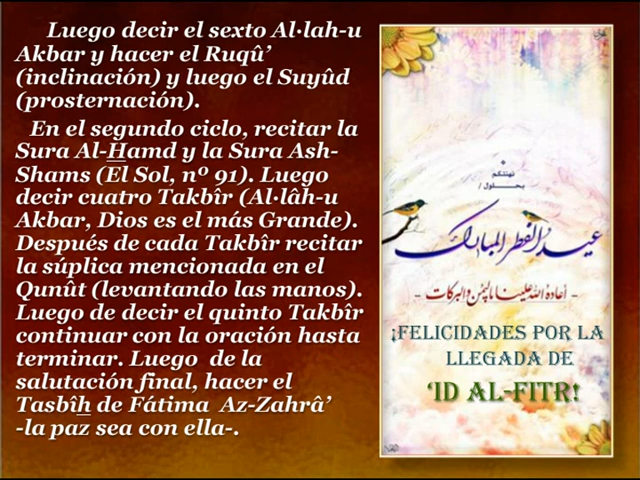 Luego decir el sexto Al·lah-u
Akbar y hacer el Ruqû’
(inclinación) y luego el Suyûd
(prosternación).
En el segundo ciclo, recitar la
Sura Al-Hamd y la Sura Ash-
Shams (El Sol, nº 91). Luego
decir cuatro Takbîr (Al·lâh-u
Akbar, Dios es el más Grande).
Después de cada Takbîr recitar
la súplica mencionada en el
Qunût (levantando las manos).
Luego de decir el quinto Takbîr
continuar con la oración hasta
terminar. Luego de la
salutación final, hacer el
Tasbîh de Fátima Az-Zahrâ’
-la paz sea con ella-.
نهنئكم
بحلول /
عيد الفطر المبارك
- أعاده الله علينا باليُمن والبركات -
¡FELICIDADES POR LA
LLEGADA DE
‘ID AL-FITR!